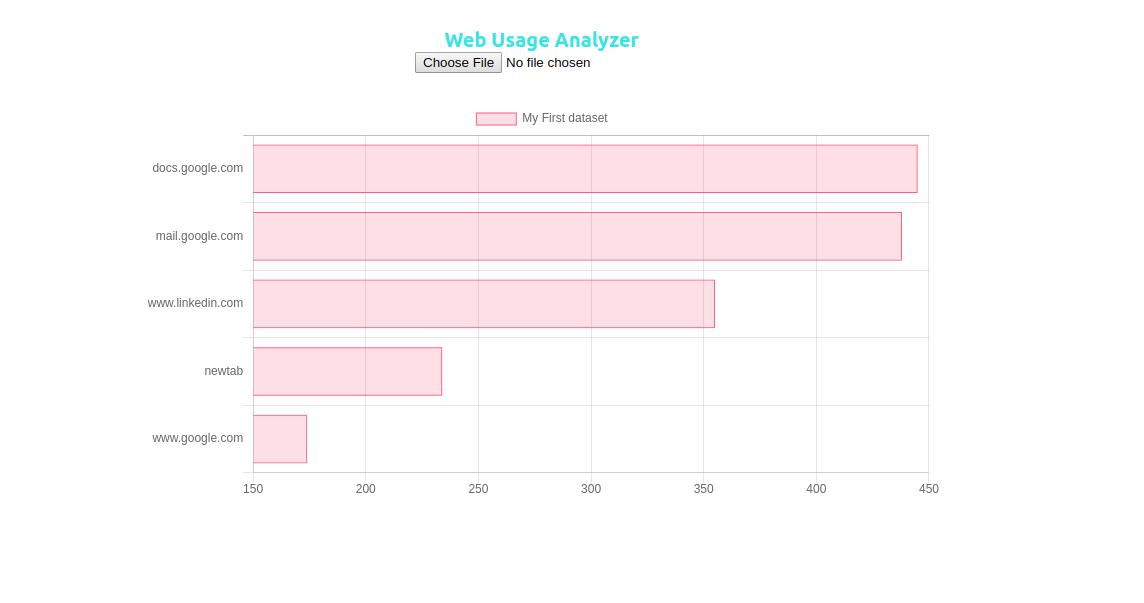 Web Usage Analyzer
Choose File No file chosen
My First dataset
docs.google.com
mail.google.com
www.linkedin.com
newtab
www.google.com
150 200 250 300 350 400 450